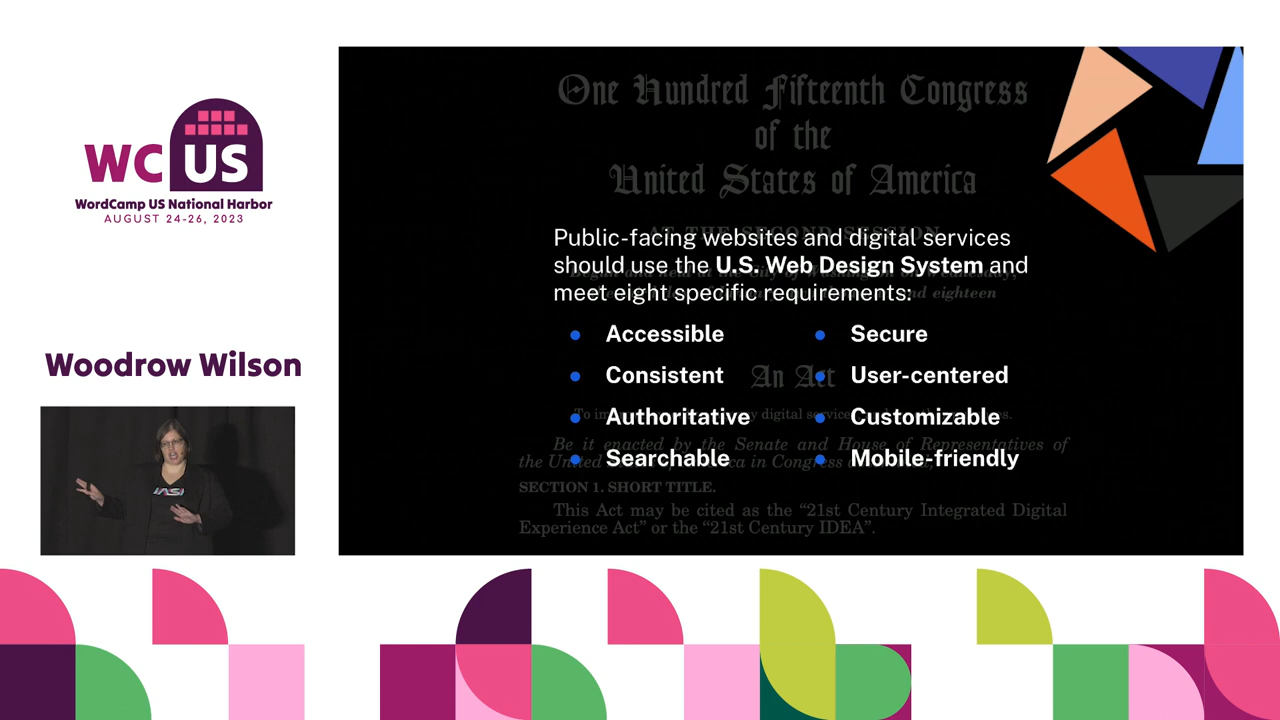 WC US
WordCamp US National Harbor
AUGUST 24-26, 2023
Woodrow Wilson
One Hundred Fifteenth Congress
of the
United States of America
AT THE SECOND SESSION
Public-facing websites and digital services
should use the U.S. Web Design System and
meet eight specific requirements:
Accessible
Consistent
Authoritative
Searchable
Secure
User-centered
Customizable
Mobile-friendly
An Act
Be it enacted by the Senate and House of Representatives of
SECTION 1. SHORT TITLE.
This Act may be cited as the “21st Century Integrated Digital
Experience Act” or the “21st Century IDEA”.